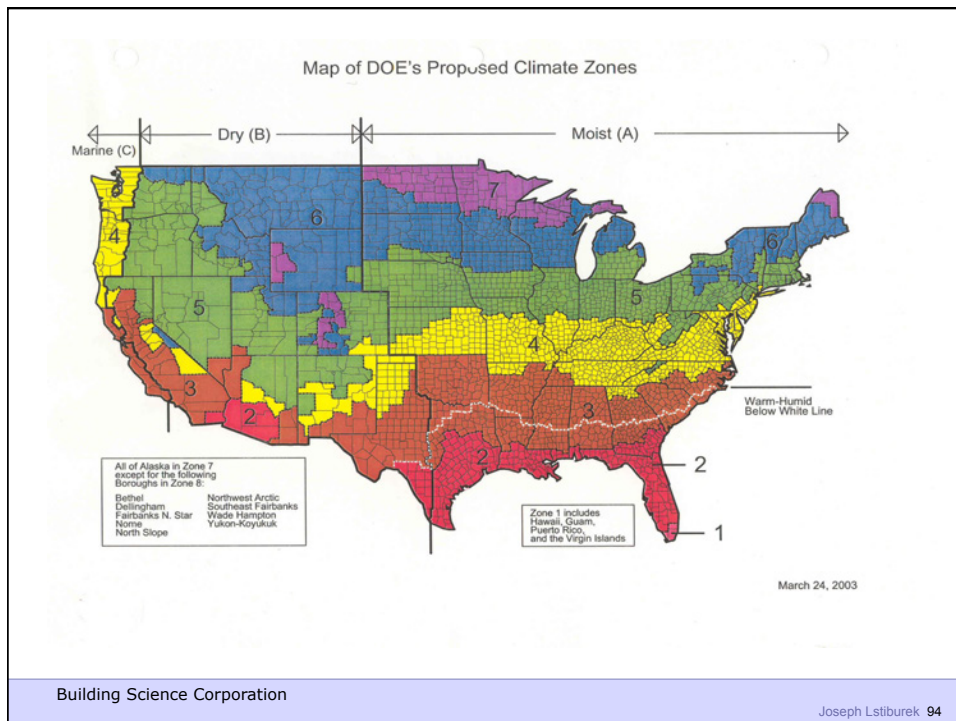 Map of DOE's Proposed Climate Zones
Marine (C)
Dry (B)
Moist (A)
7
6
6
4
5
5
4
3
3
2
2
Warm-Humid
Below White Line
2
1
All of Alaska in Zone 7
except for the following
Boroughs in Zone 8:
Bethel
Dellingham
Fairbanks N. Star
Nome
North Slope
Northwest Arctic
Southeast Fairbanks
Wade Hampton
Yukon-Koyukuk
Zone 1 includes
Hawaii, Guam,
Puerto Rico,
and the Virgin Islands
March 24, 2003
Building Science Corporation
Joseph Lstiburek 94